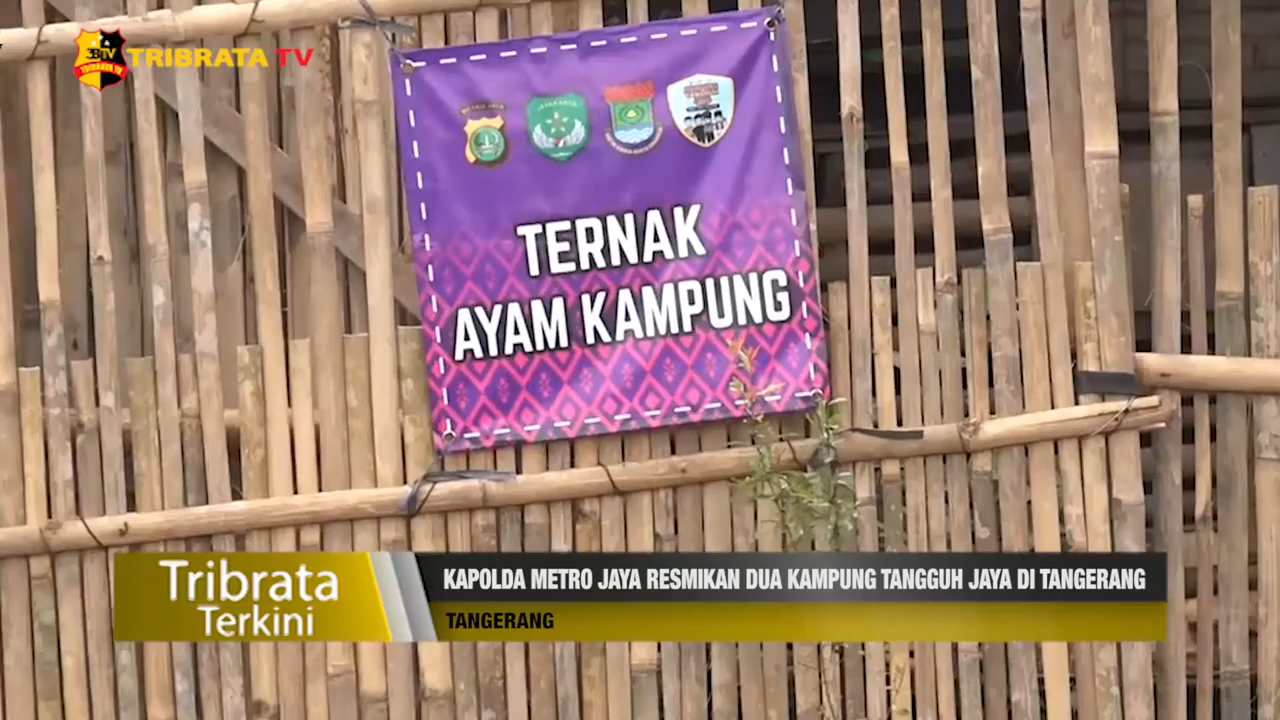 TRIBRATA TV
TERNAK
AYAM KAMPUNG
Tribrata
Terkini
KAPOLDA METRO JAYA RESMIKAN DUA KAMPUNG TANGGUH JAYA DI TANGERANG
TANGERANG